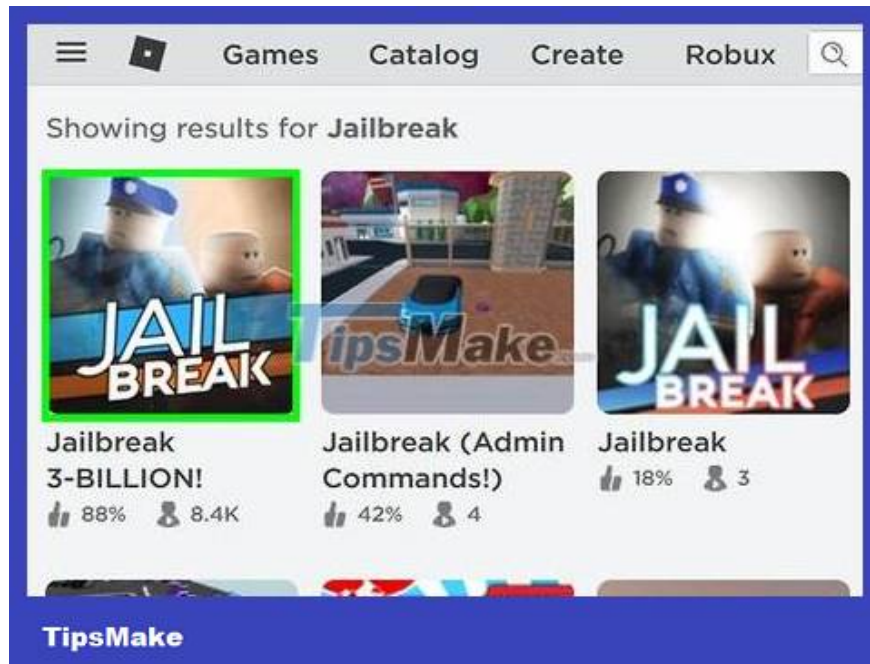 Games Catalog Create Robux
Showing results for Jailbreak
JAIL
BREAK
TipsMake.com
JAIL
BREAK
Jailbreak
3-BILLION!
88% 8.4K
Jailbreak (Admin
Commands!)
42% 4
Jailbreak
18% 3
TipsMake